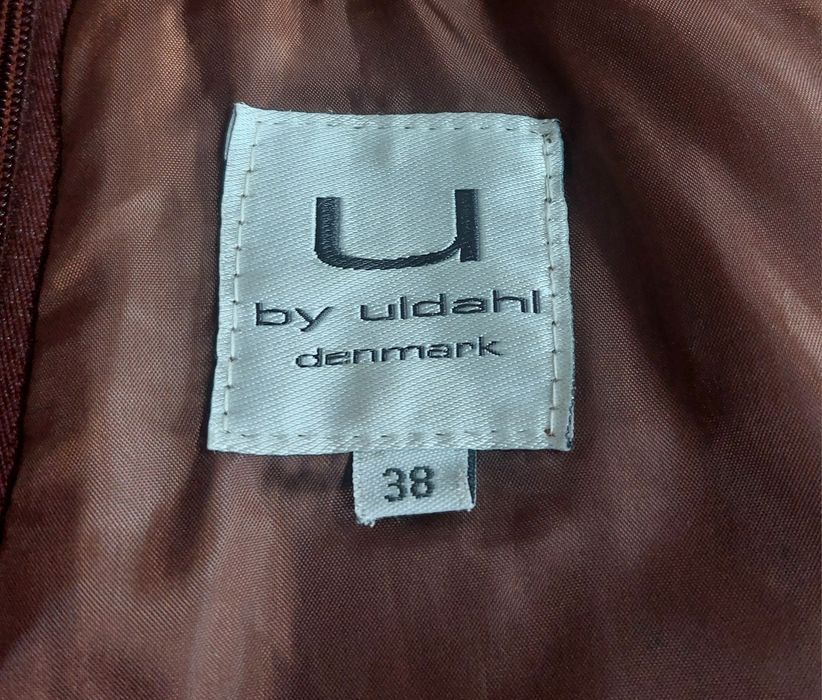 u
by uldahl
denmark
38